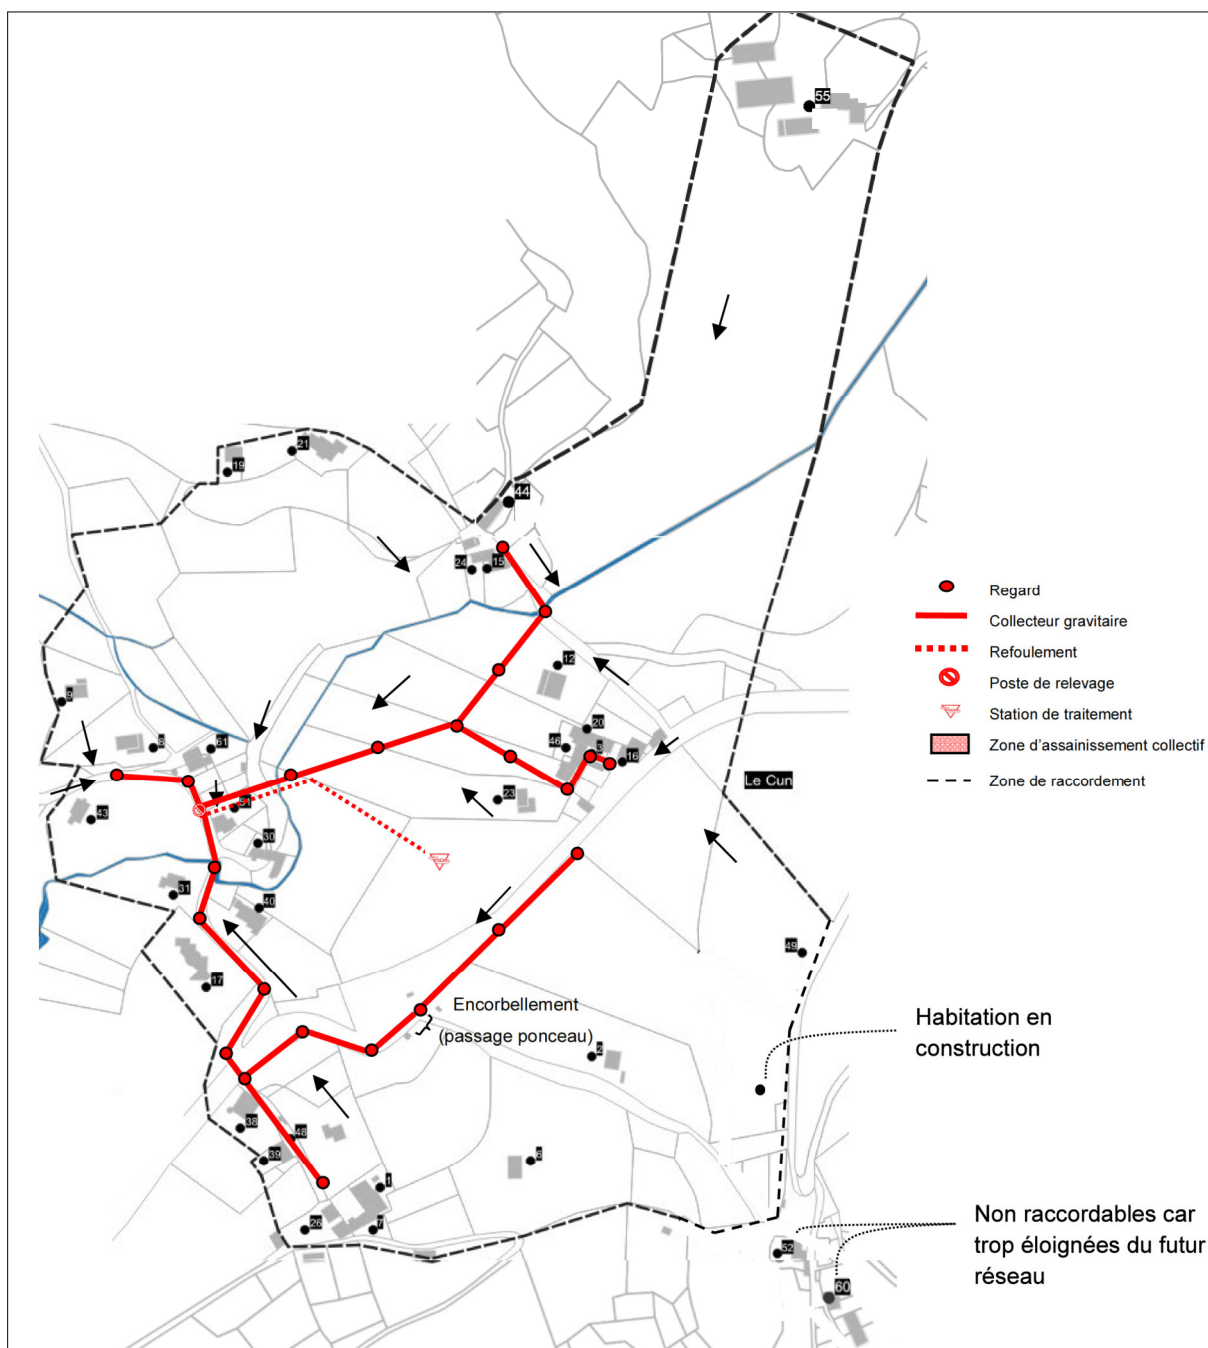 55
21
19
44
24
15
12
20
46
3
16
Le Cun
9
8
61
51
43
23
30
31
40
17
49
Regard
Collecteur gravitaire
Refoulement
Poste de relevage
Station de traitement
Zone d'assainissement collectif
Zone de raccordement
Encorbellement
(passage ponceau)
Habitation en
construction
38
48
39
6
1
26
7
Non raccordables car
trop éloignées du futur
réseau
52
60